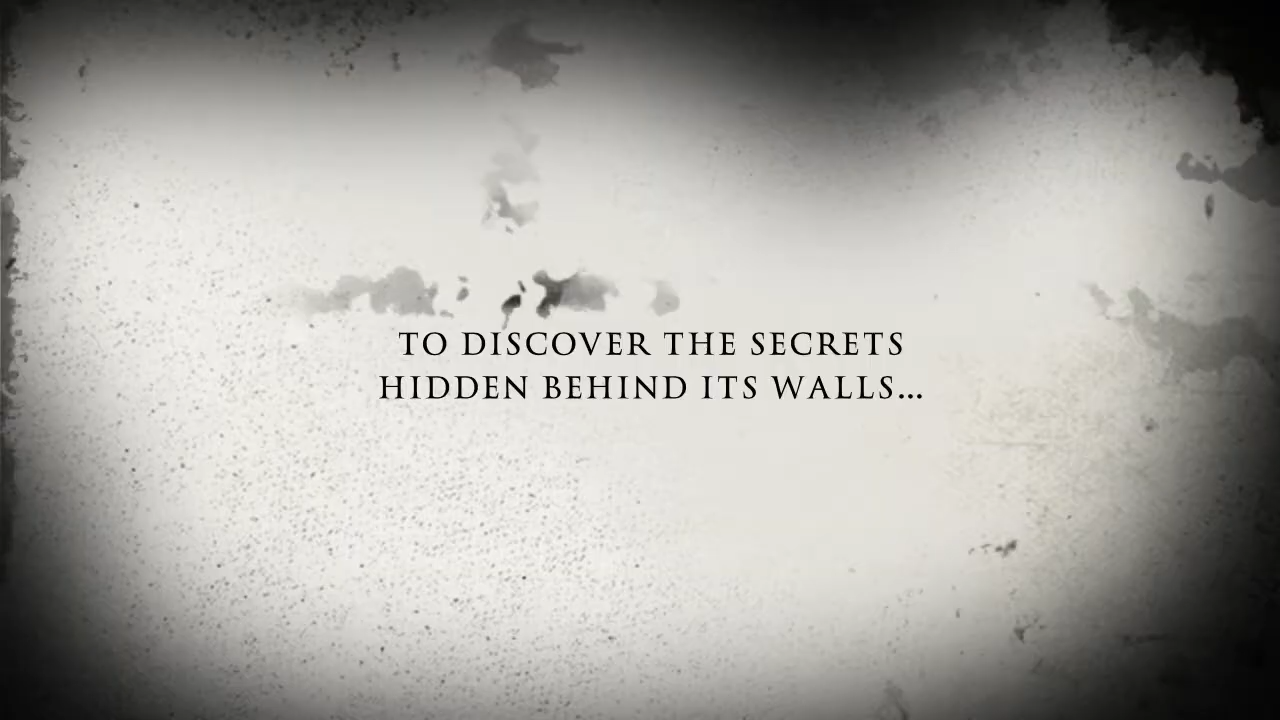 TO DISCOVER THE SECRETS
HIDDEN BEHIND ITS WALLS...